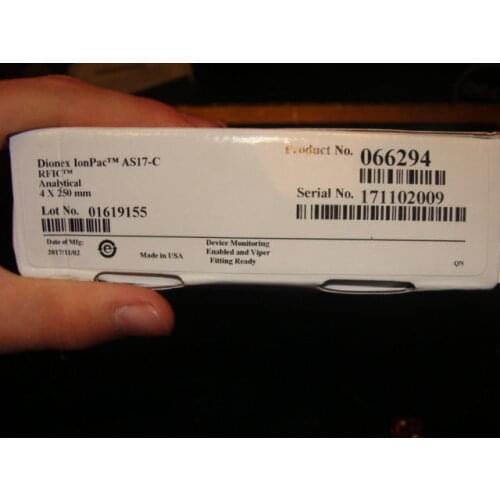 Dionex IonPac™ AS17-C
RFIC™
Analytical
4 X 250 mm
Lot No. 01619155
Product No. 066294
Serial No. 171102009
Date of Mfg:
2017/11/02
e
Made in USA
Device Monitoring
Enabled and Viper
Fitting Ready
QN